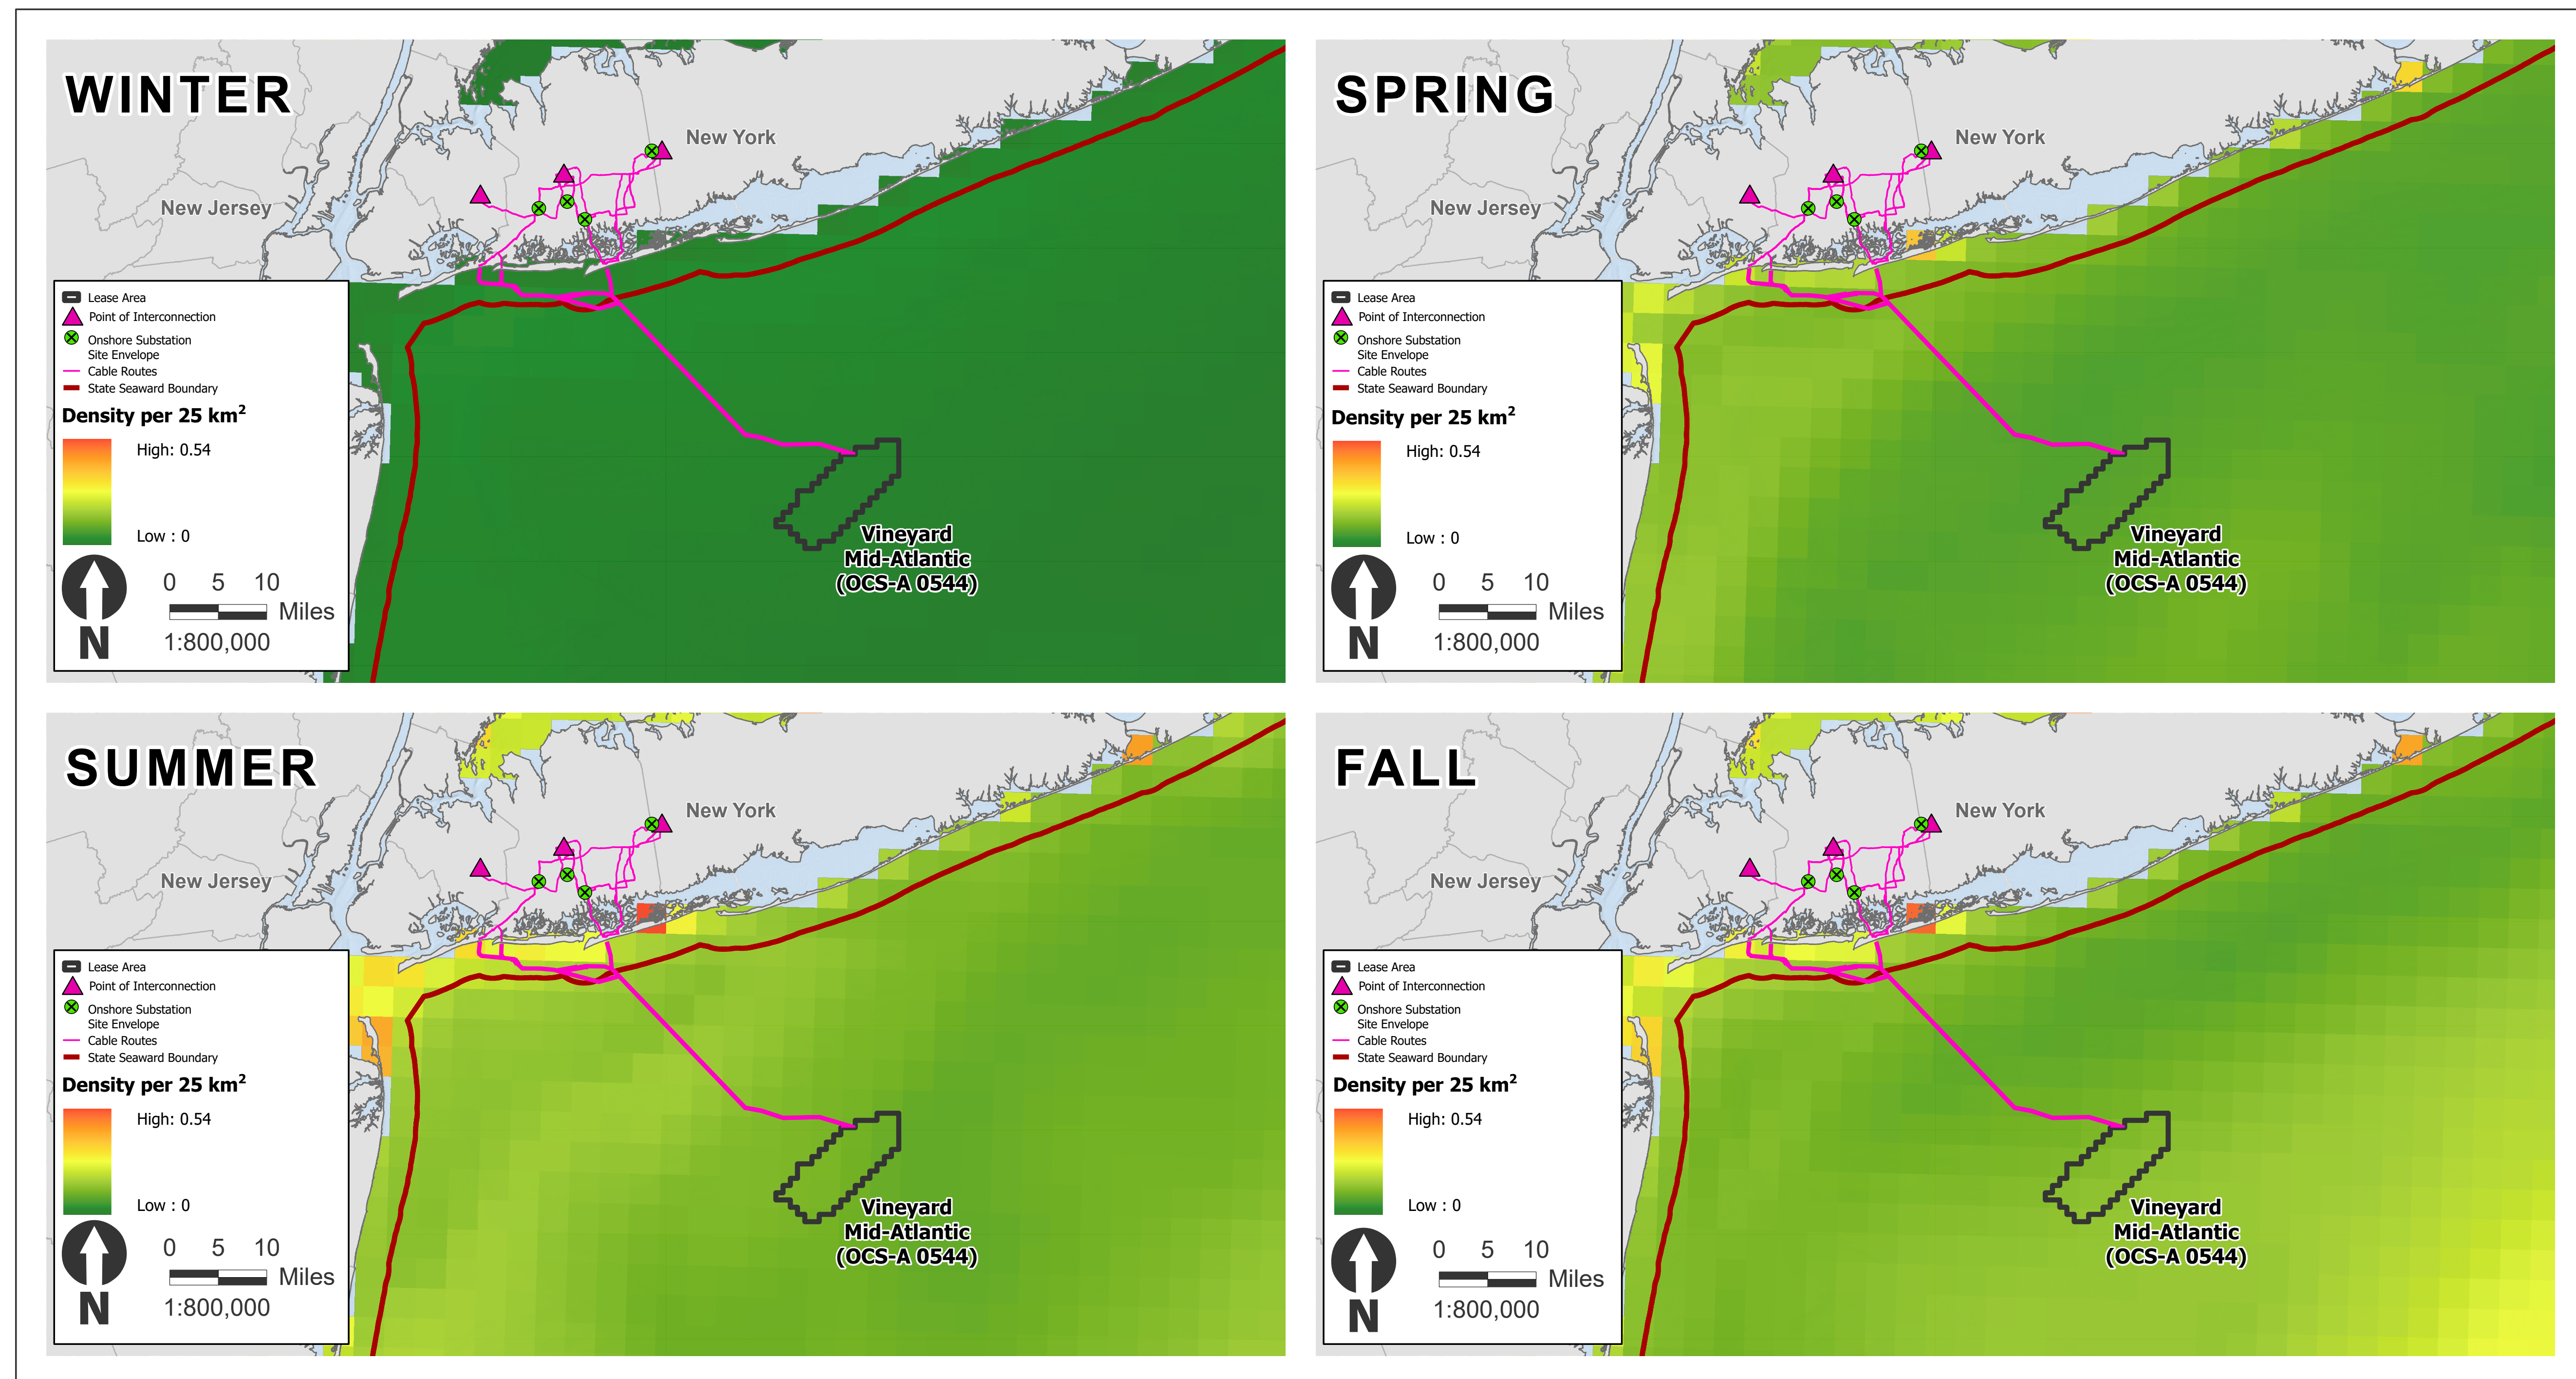 WINTER
New York
New Jersey
Lease Area
Point of Interconnection
Onshore Substation
Site Envelope
Cable Routes
State Seaward Boundary
Density per 25 km²
High: 0.54
Low : 0
0 5 10
Miles
1:800,000
N
Vineyard
Mid-Atlantic
(OCS-A 0544)
SPRING
New York
New Jersey
Lease Area
Point of Interconnection
Onshore Substation
Site Envelope
Cable Routes
State Seaward Boundary
Density per 25 km²
High: 0.54
Low : 0
0 5 10
Miles
1:800,000
N
Vineyard
Mid-Atlantic
(OCS-A 0544)
SUMMER
New York
New Jersey
Lease Area
Point of Interconnection
Onshore Substation
Site Envelope
Cable Routes
State Seaward Boundary
Density per 25 km²
High: 0.54
Low : 0
0 5 10
Miles
1:800,000
N
Vineyard
Mid-Atlantic
(OCS-A 0544)
FALL
New York
New Jersey
Lease Area
Point of Interconnection
Onshore Substation
Site Envelope
Cable Routes
State Seaward Boundary
Density per 25 km²
High: 0.54
Low : 0
0 5 10
Miles
1:800,000
N
Vineyard
Mid-Atlantic
(OCS-A 0544)